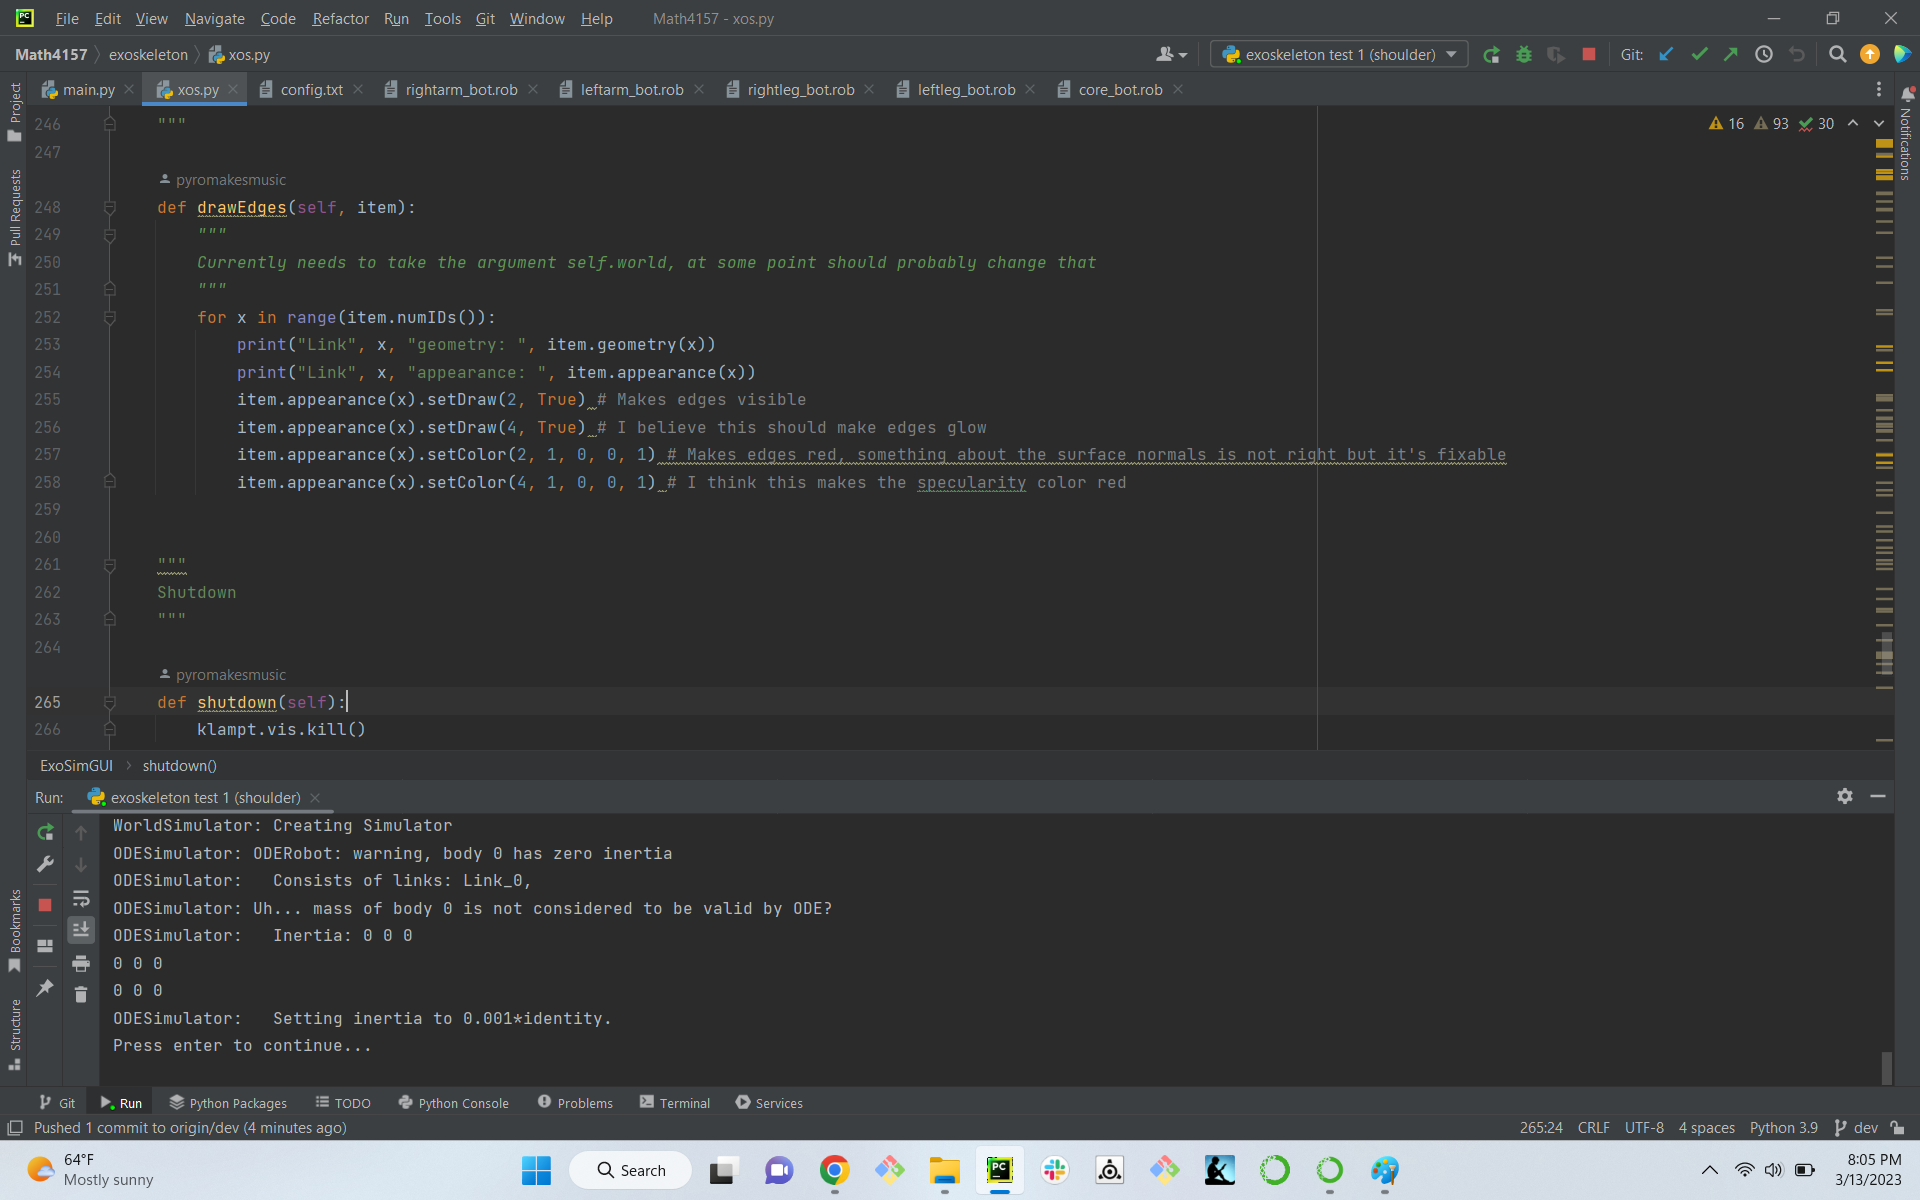 PC File Edit View Navigate Code Refactor Run Tools Git Window Help Math4157 - xos.py
Math4157 exoskeleton xos.py exoskeleton test 1 (shoulder) Git:
main.py xos.py config.txt rightarm_bot.rob leftarm_bot.rob rightleg_bot.rob leftleg_bot.rob core_bot.rob
Project
Pull Requests
Bookmarks
Structure
Notifications
16 93 30
246 """
247
pyromakesmusic
248 def drawEdges(self, item):
249 """
250 Currently needs to take the argument self.world, at some point should probably change that
251 """
252 for x in range(item.numIDs()):
253 print("Link", x, "geometry: ", item.geometry(x))
254 print("Link", x, "appearance: ", item.appearance(x))
255 item.appearance(x).setDraw(2, True) # Makes edges visible
256 item.appearance(x).setDraw(4, True) # I believe this should make edges glow
257 item.appearance(x).setColor(2, 1, 0, 0, 1) # Makes edges red, something about the surface normals is not right but it's fixable
258 item.appearance(x).setColor(4, 1, 0, 0, 1) # I think this makes the specularity color red
259
260
261 """
262 Shutdown
263 """
264
pyromakesmusic
265 def shutdown(self):
266 klampt.vis.kill()
ExoSimGUI shutdown()
Run: exoskeleton test 1 (shoulder)
WorldSimulator: Creating Simulator
ODESimulator: ODERobot: warning, body 0 has zero inertia
ODESimulator: Consists of links: Link_0,
ODESimulator: Uh... mass of body 0 is not considered to be valid by ODE?
ODESimulator: Inertia: 0 0 0
0 0 0
0 0 0
ODESimulator: Setting inertia to 0.001*identity.
Press enter to continue...
Git Run Python Packages TODO Python Console Problems Terminal Services
Pushed 1 commit to origin/dev (4 minutes ago) 265:24 CRLF UTF-8 4 spaces Python 3.9 dev
64°F
Mostly sunny
Search
PC
8:05 PM
3/13/2023